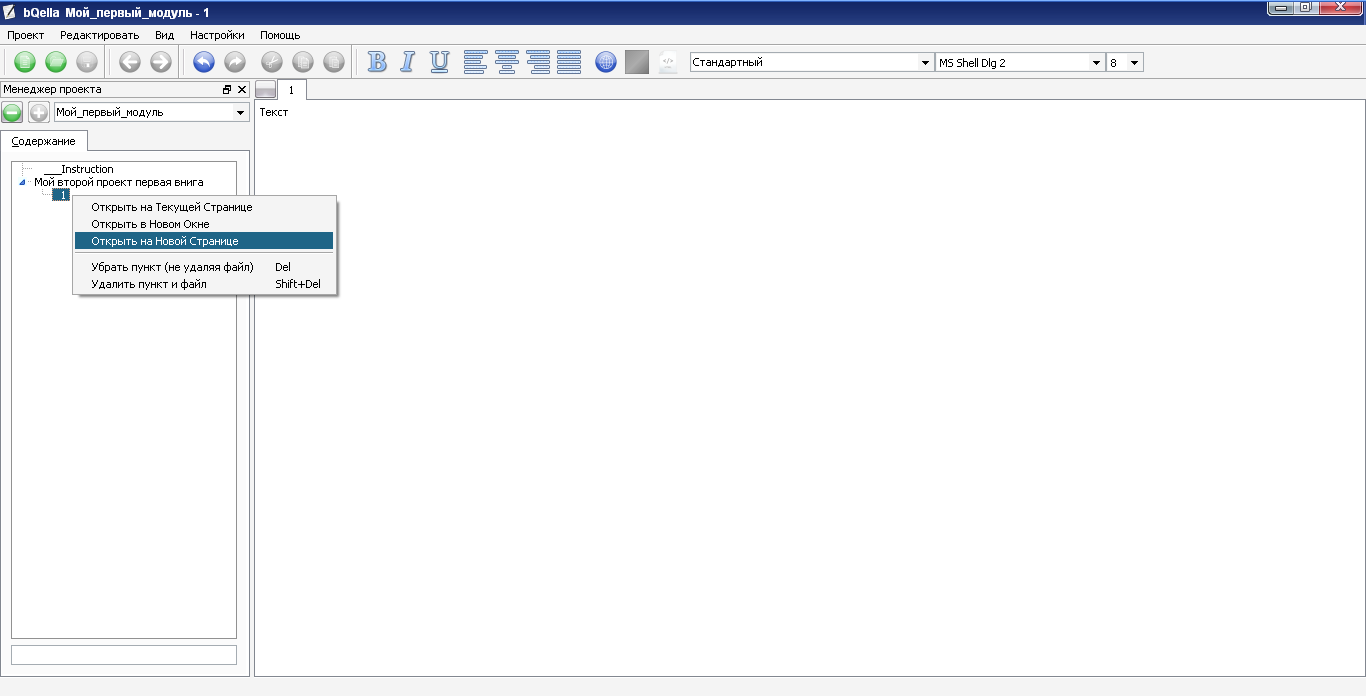 bQella Мой_первый_модуль - 1
Проект Редактировать Вид Настройки Помощь
B I U </> Стандартный MS Shell Dlg 2 8
Менеджер проекта
1
Мой_первый_модуль
Текст
Содержание
___Instruction
Мой второй проект первая внига
1
Открыть на Текущей Странице
Открыть в Новом Окне
Открыть на Новой Странице
Убрать пункт (не удаляя файл) Del
Удалить пункт и файл Shift+Del